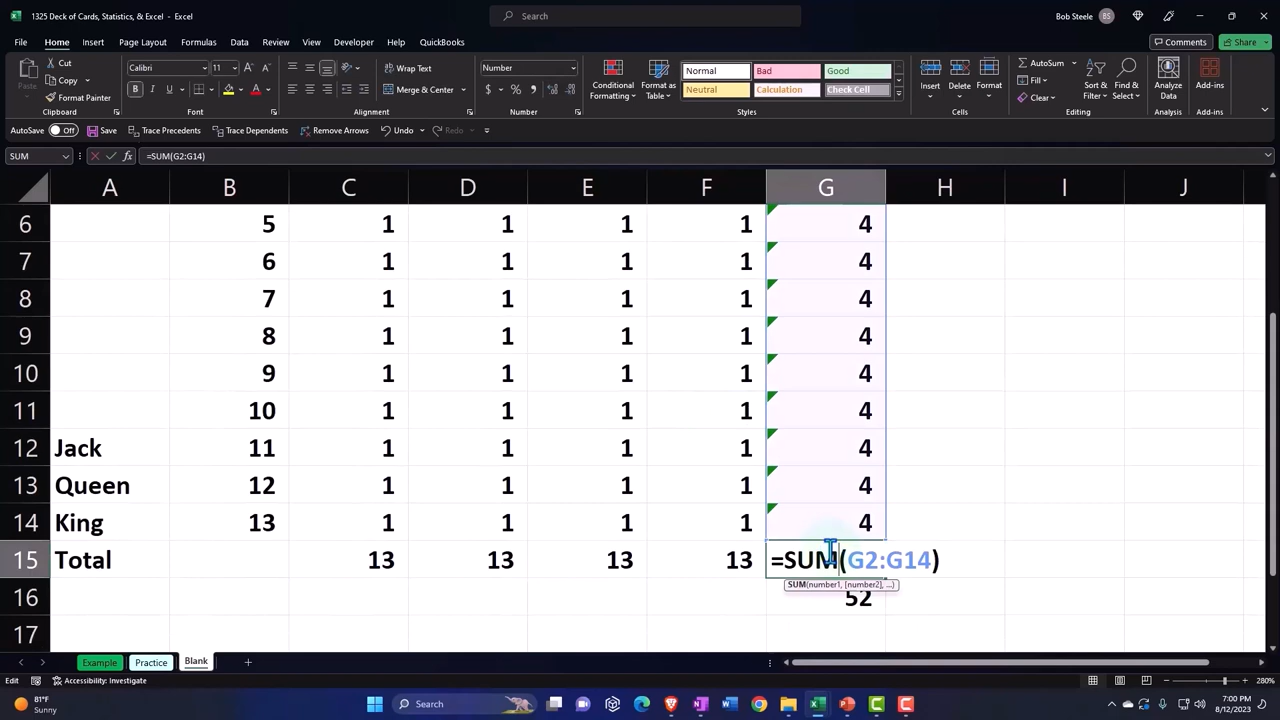 1325 Deck of Cards, Statistics, & Excel - Excel
Search
Bob Steele BS
File Home Insert Page Layout Formulas Data Review View Developer Help QuickBooks
Comments Share
Paste
Cut
Copy
Format Painter
Clipboard
Calibri 11
Font
Wrap Text
Merge & Center
Alignment
Number
Number
Conditional Formatting
Format as Table
Normal Bad Good
Neutral Calculation Check Cell
Styles
Insert Delete Format
Cells
AutoSum
Fill
Clear
Sort & Filter
Find & Select
Editing
Analyze Data
Analysis
Add-ins
Add-ins
AutoSave Off Save Trace Precedents Trace Dependents Remove Arrows Undo Redo
SUM fx =SUM(G2:G14)
A B C D E F G H I J
6 5 1 1 1 1 4
7 6 1 1 1 1 4
8 7 1 1 1 1 4
9 8 1 1 1 1 4
10 9 1 1 1 1 4
11 10 1 1 1 1 4
12 Jack 11 1 1 1 1 4
13 Queen 12 1 1 1 1 4
14 King 13 1 1 1 1 4
15 Total 13 13 13 13 =SUM(G2:G14)
SUM(number1, [number2], ...)
16 52
17
Example Practice Blank
Edit Accessibility: Investigate 280%
81°F
Sunny
Search
7:00 PM
8/12/2023